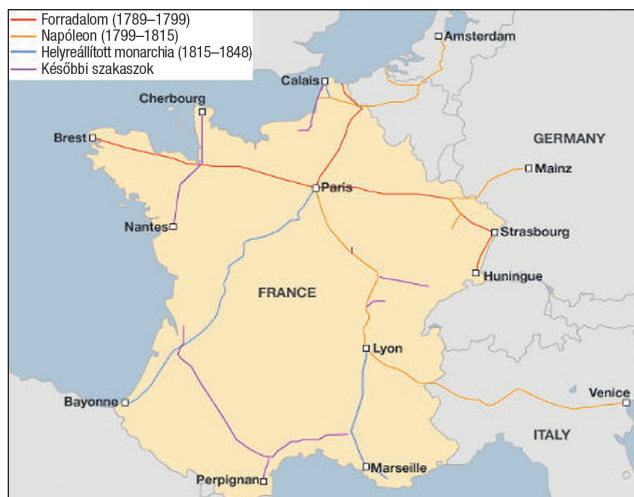 Forradalom (1789–1799)
Napóleon (1799–1815)
Helyreállított monarchia (1815–1848)
Későbbi szakaszok
Amsterdam
Calais
Cherbourg
Brest
GERMANY
Mainz
Paris
Nantes
Strasbourg
Huningue
FRANCE
Lyon
Bayonne
Venice
ITALY
Marseille
Perpignan